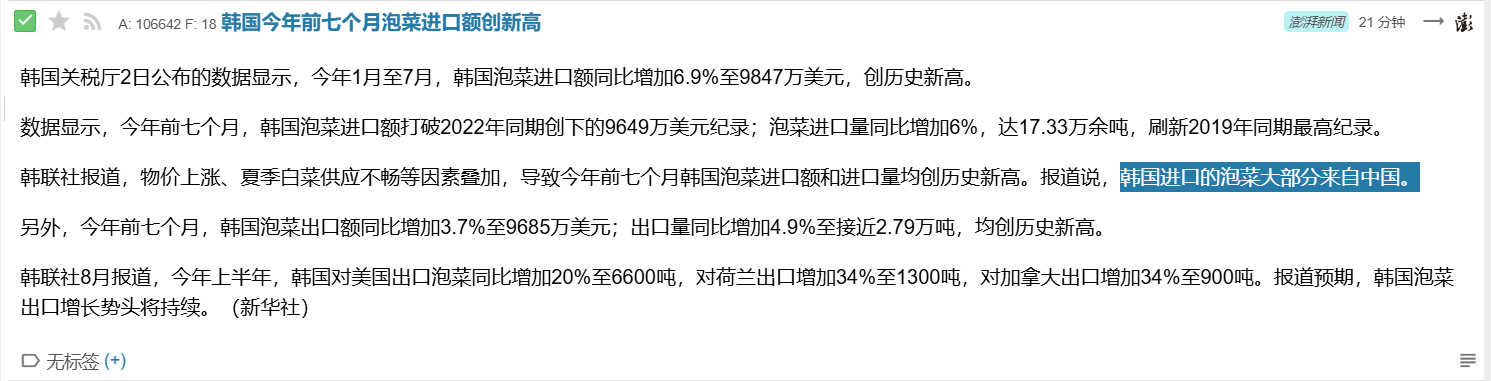 A: 106642 F: 18 韩国今年前七个月泡菜进口额创新高 澎湃新闻 21 分钟 澎
韩国关税厅2日公布的数据显示，今年1月至7月，韩国泡菜进口额同比增加6.9%至9847万美元，创历史新高。
数据显示，今年前七个月，韩国泡菜进口额打破2022年同期创下的9649万美元纪录；泡菜进口量同比增加6%，达17.33万余吨，刷新2019年同期最高纪录。
韩联社报道，物价上涨、夏季白菜供应不畅等因素叠加，导致今年前七个月韩国泡菜进口额和进口量均创历史新高。报道说，韩国进口的泡菜大部分来自中国。
另外，今年前七个月，韩国泡菜出口额同比增加3.7%至9685万美元；出口量同比增加4.9%至接近2.79万吨，均创历史新高。
韩联社8月报道，今年上半年，韩国对美国出口泡菜同比增加20%至6600吨，对荷兰出口增加34%至1300吨，对加拿大出口增加34%至900吨。报道预期，韩国泡菜
出口增长势头将持续。（新华社）
无标签 (+)